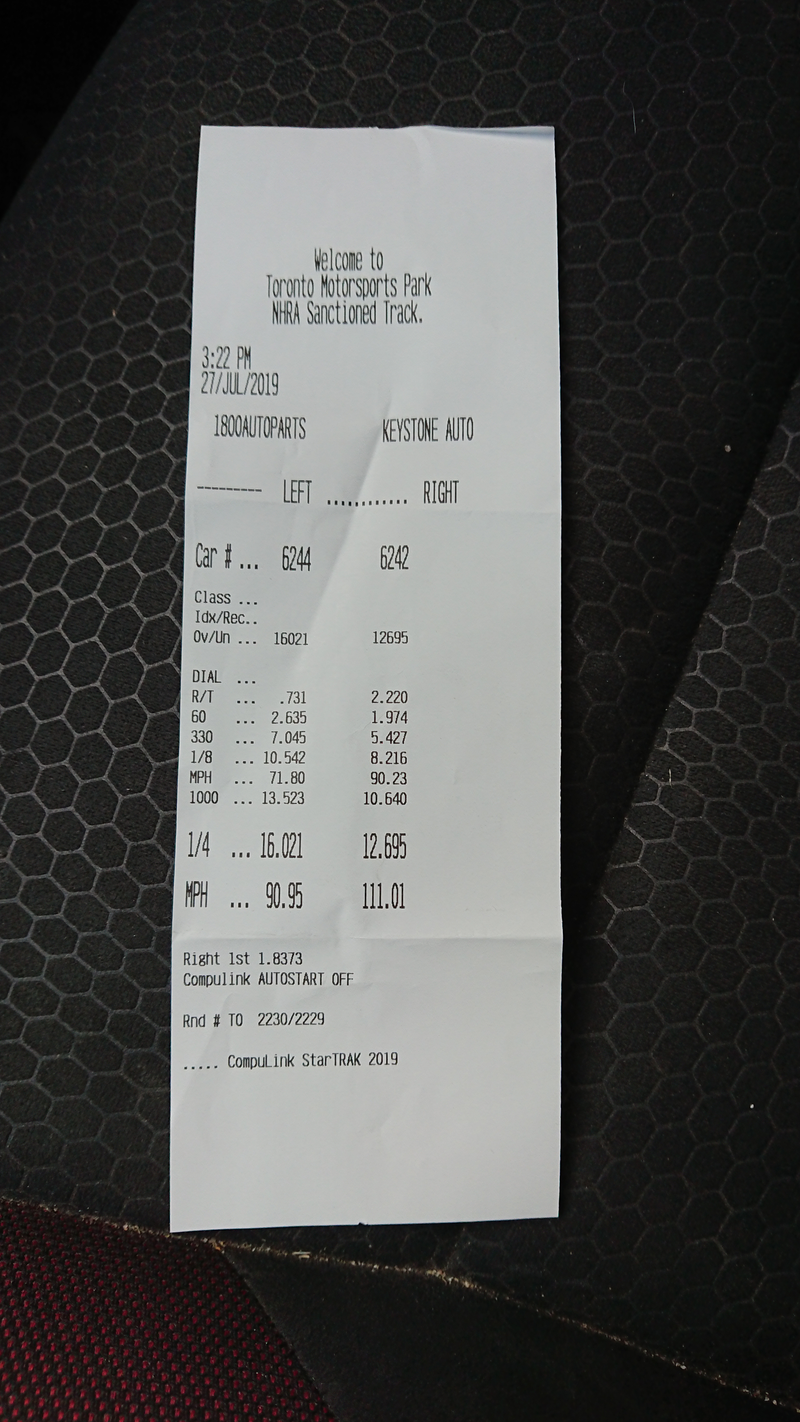 Welcome to
Toronto Motorsports Park
NHRA Sanctioned Track.
3:22 PM
27/JUL/2019
1800AUTOPARTS KEYSTONE AUTO
--------- LEFT ............ RIGHT
Car # ... 6244 6242
Class ...
Idx/Rec..
Ov/Un ... 16021 12695
DIAL ...
R/T ... .731 2.220
60 ... 2.635 1.974
330 ... 7.045 5.427
1/8 ... 10.542 8.216
MPH ... 71.80 90.23
1000 ... 13.523 10.640
1/4 ... 16.021 12.695
MPH ... 90.95 111.01
Right 1st 1.8373
Compulink AUTOSTART OFF
Rnd # TO 2230/2229
..... CompuLink StarTRAK 2019